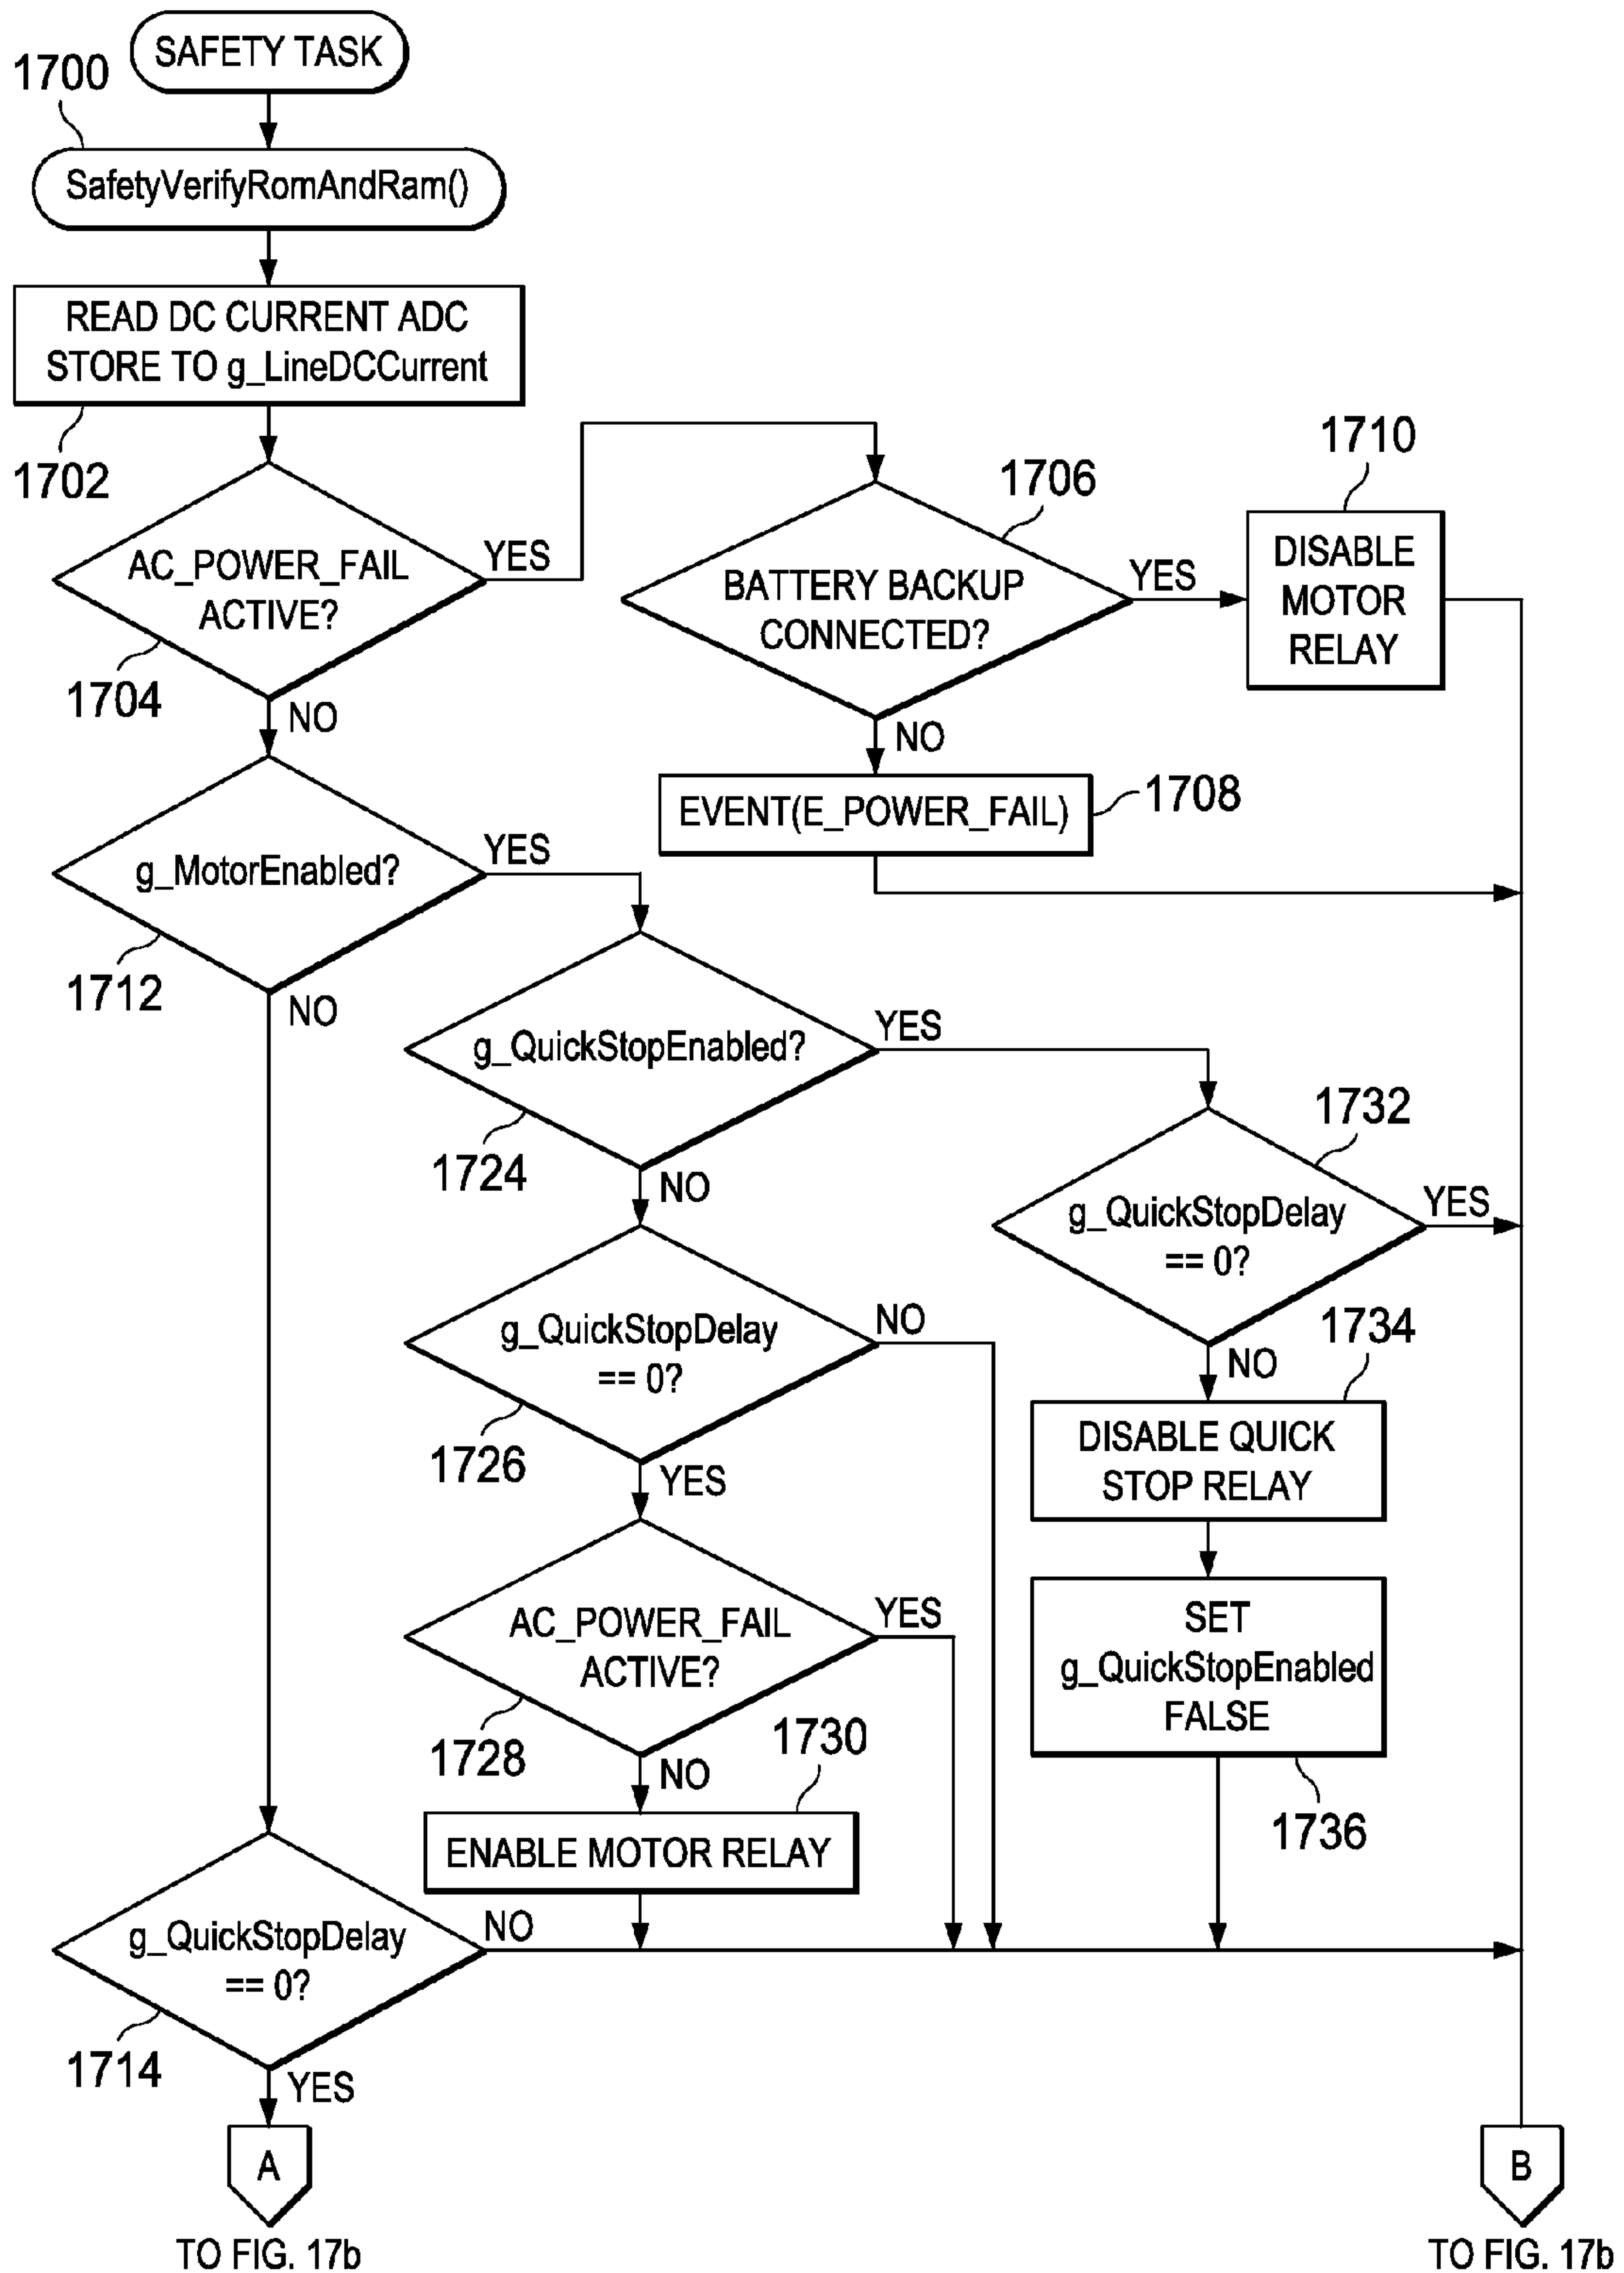 SAFETY TASK
1700
SafetyVerifyRomAndRam()
READ DC CURRENT ADC
STORE TO g_LineDCCurrent
1702
AC_POWER_FAIL
ACTIVE?
YES
1704
NO
1706
BATTERY BACKUP
CONNECTED?
YES
NO
1710
DISABLE
MOTOR
RELAY
EVENT(E_POWER_FAIL)
1708
g_MotorEnabled?
YES
1712
NO
g_QuickStopEnabled?
YES
1724
NO
1732
g_QuickStopDelay
== 0?
YES
NO
g_QuickStopDelay
== 0?
NO
1726
YES
1734
DISABLE QUICK
STOP RELAY
AC_POWER_FAIL
ACTIVE?
YES
1728
NO
SET
g_QuickStopEnabled
FALSE
1736
1730
ENABLE MOTOR RELAY
g_QuickStopDelay
== 0?
NO
1714
YES
A
TO FIG. 17b
B
TO FIG. 17b